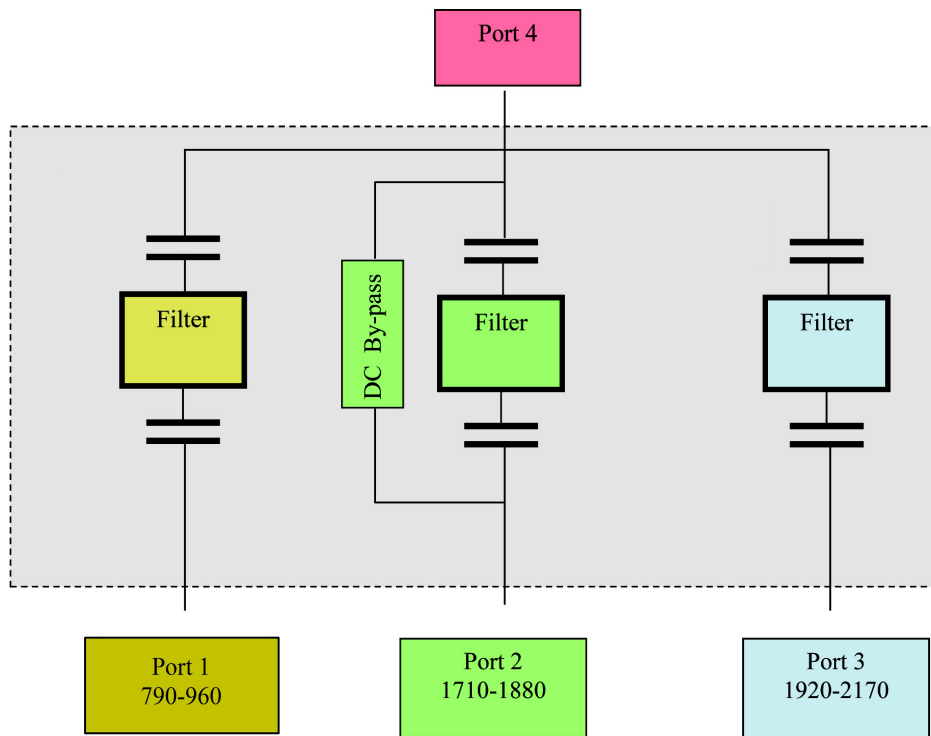 Port 4
Filter
DC By-pass
Filter
Filter
Port 1
790-960
Port 2
1710-1880
Port 3
1920-2170